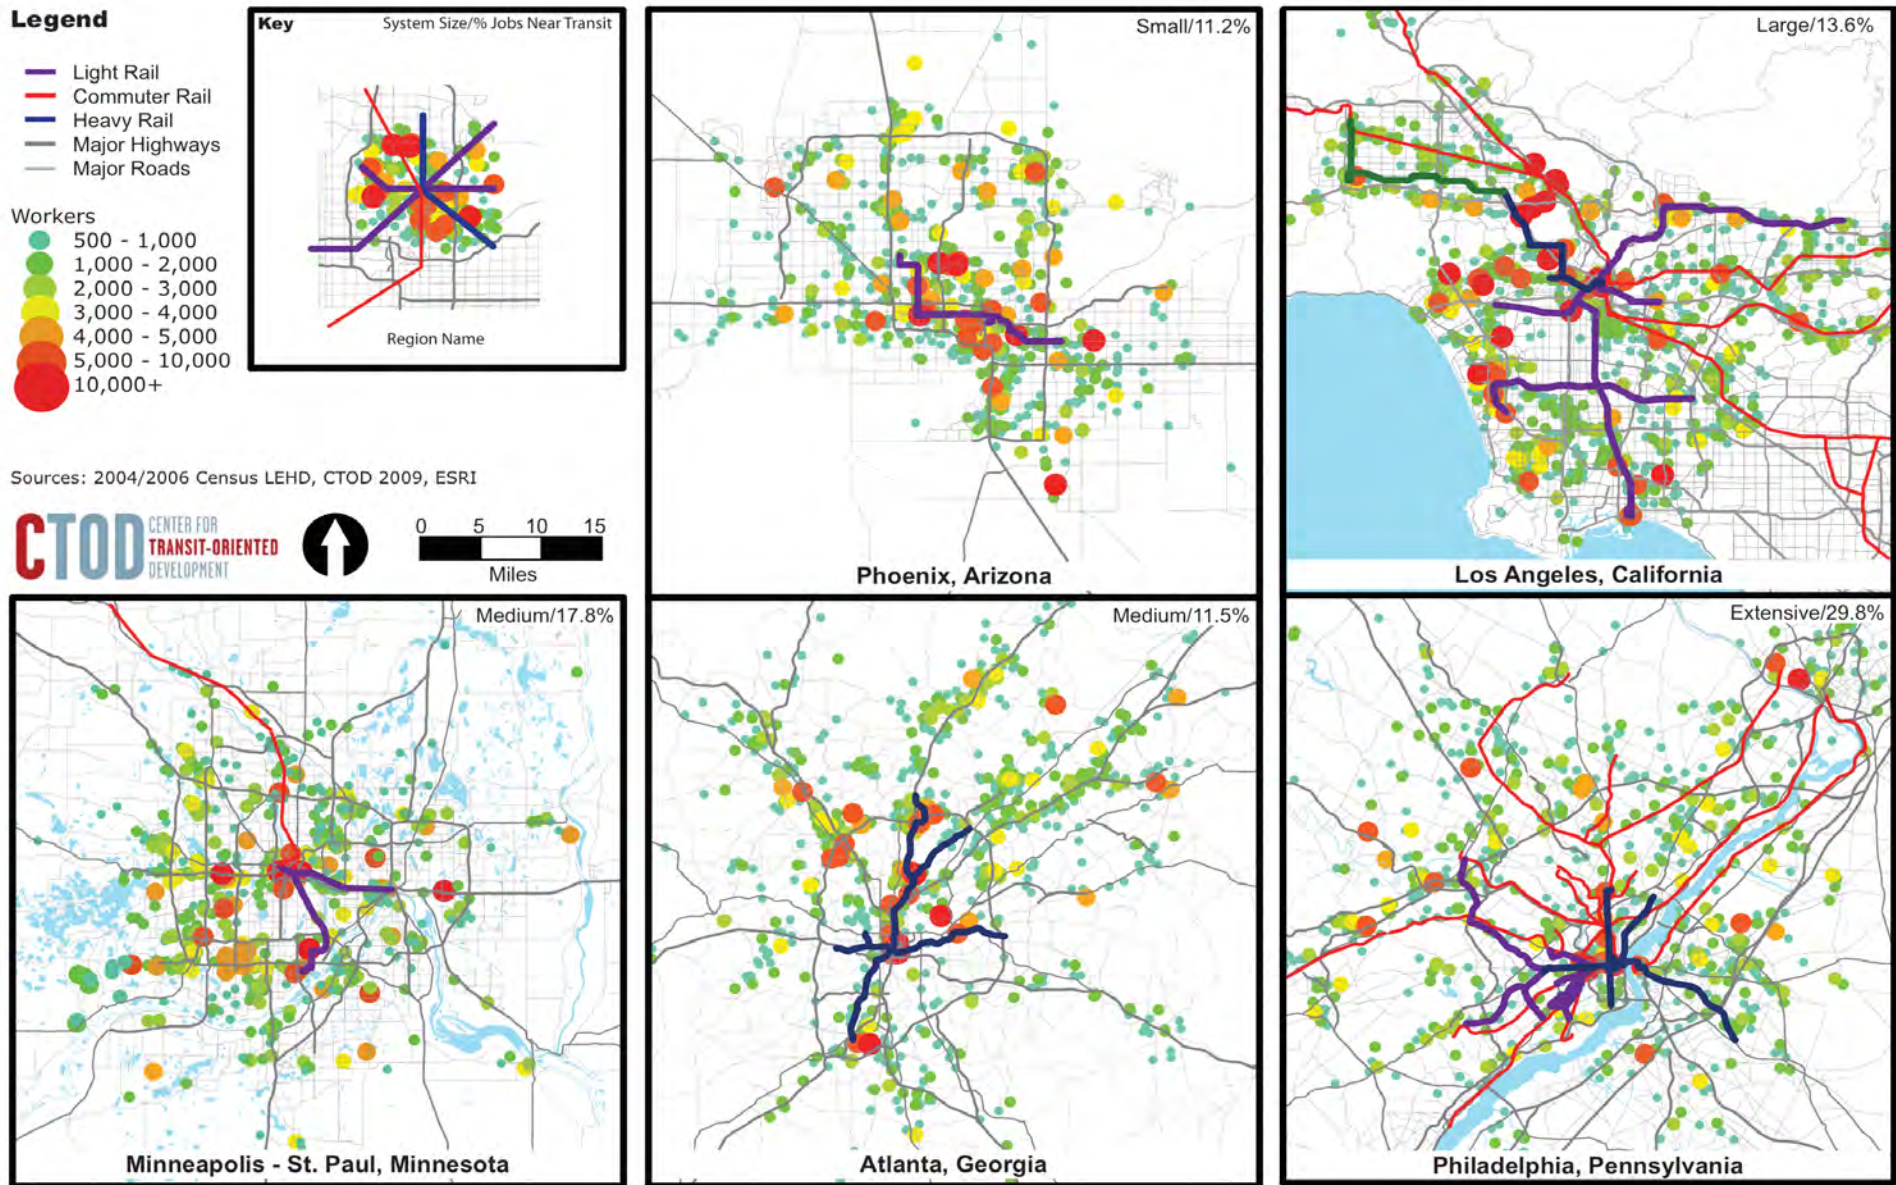 Legend
Light Rail
Commuter Rail
Heavy Rail
Major Highways
Major Roads
Workers
500 - 1,000
1,000 - 2,000
2,000 - 3,000
3,000 - 4,000
4,000 - 5,000
5,000 - 10,000
10,000+
Key
System Size/% Jobs Near Transit
Region Name
Sources: 2004/2006 Census LEHD, CTOD 2009, ESRI
CTOD
CENTER FOR
TRANSIT-ORIENTED
DEVELOPMENT
0 5 10 15
Miles
Small/11.2%
Phoenix, Arizona
Large/13.6%
Los Angeles, California
Medium/17.8%
Minneapolis - St. Paul, Minnesota
Medium/11.5%
Atlanta, Georgia
Extensive/29.8%
Philadelphia, Pennsylvania